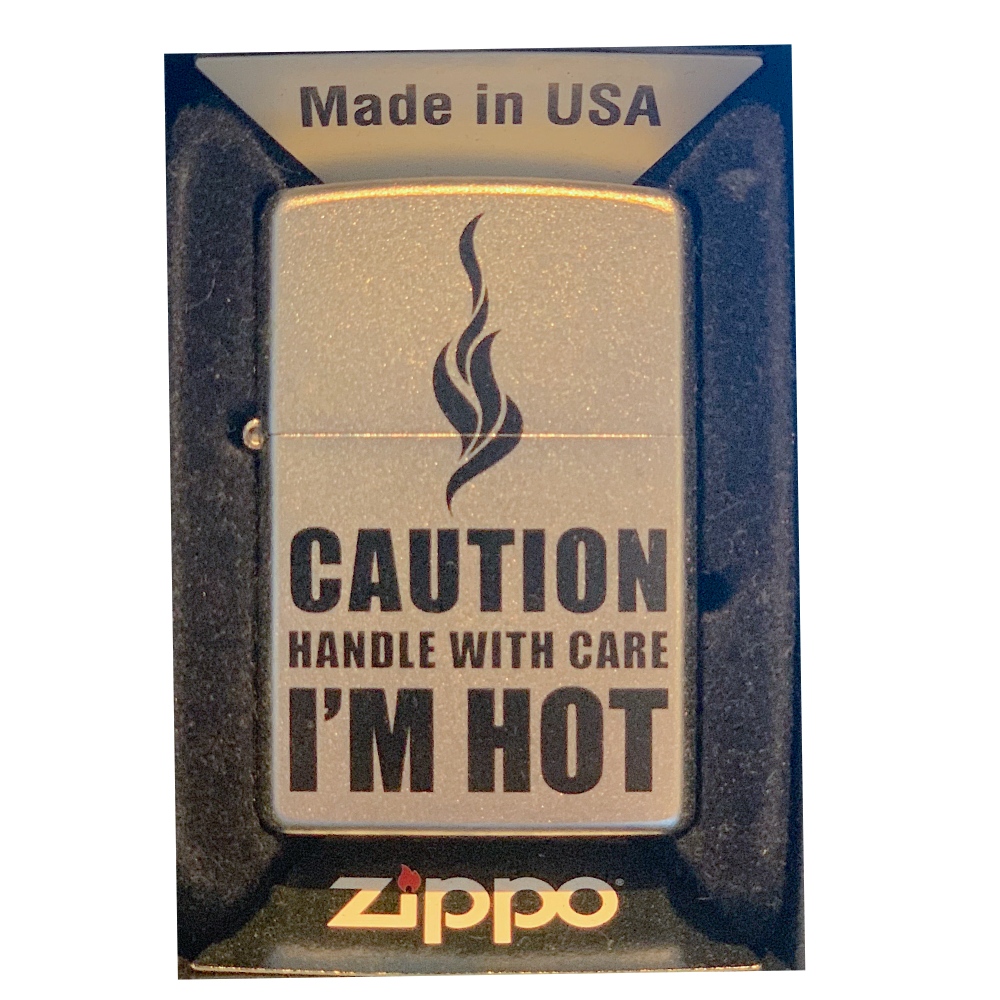 Made in USA
CAUTION
HANDLE WITH CARE
I'M HOT
zippo